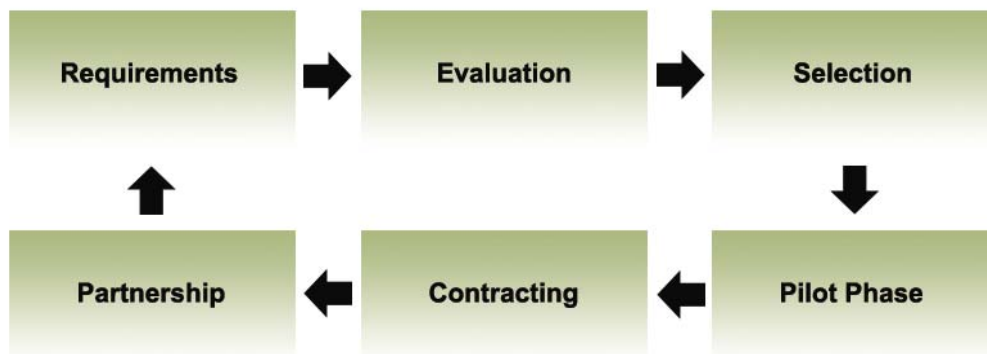 Requirements
Evaluation
Selection
Partnership
Contracting
Pilot Phase